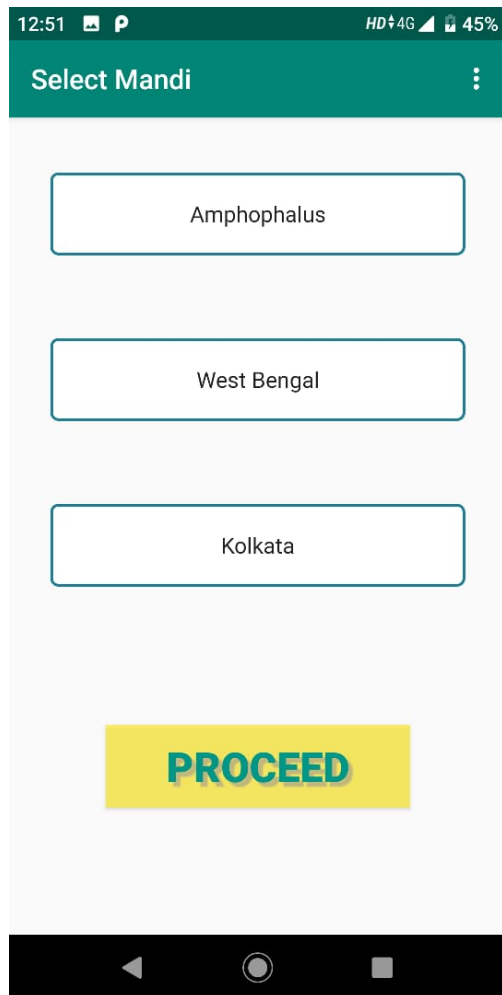 12:51 HD 4G 45%
Select Mandi
Amphophalus
West Bengal
Kolkata
PROCEED